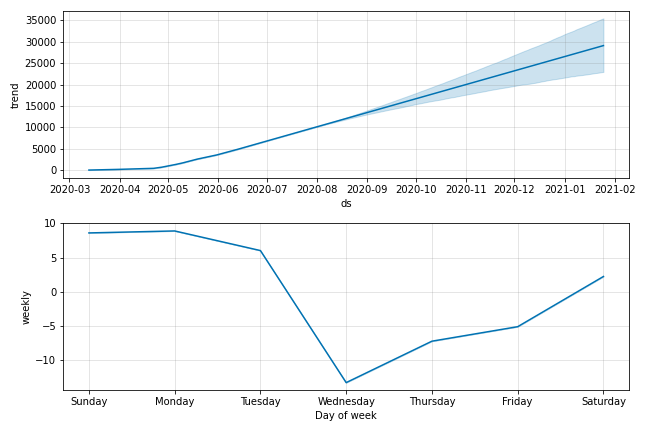 35000
30000
25000
20000
15000
10000
5000
0
trend
2020-03 2020-04 2020-05 2020-06 2020-07 2020-08 2020-09 2020-10 2020-11 2020-12 2021-01 2021-02
ds
10
5
0
−5
−10
weekly
Sunday Monday Tuesday Wednesday Thursday Friday Saturday
Day of week